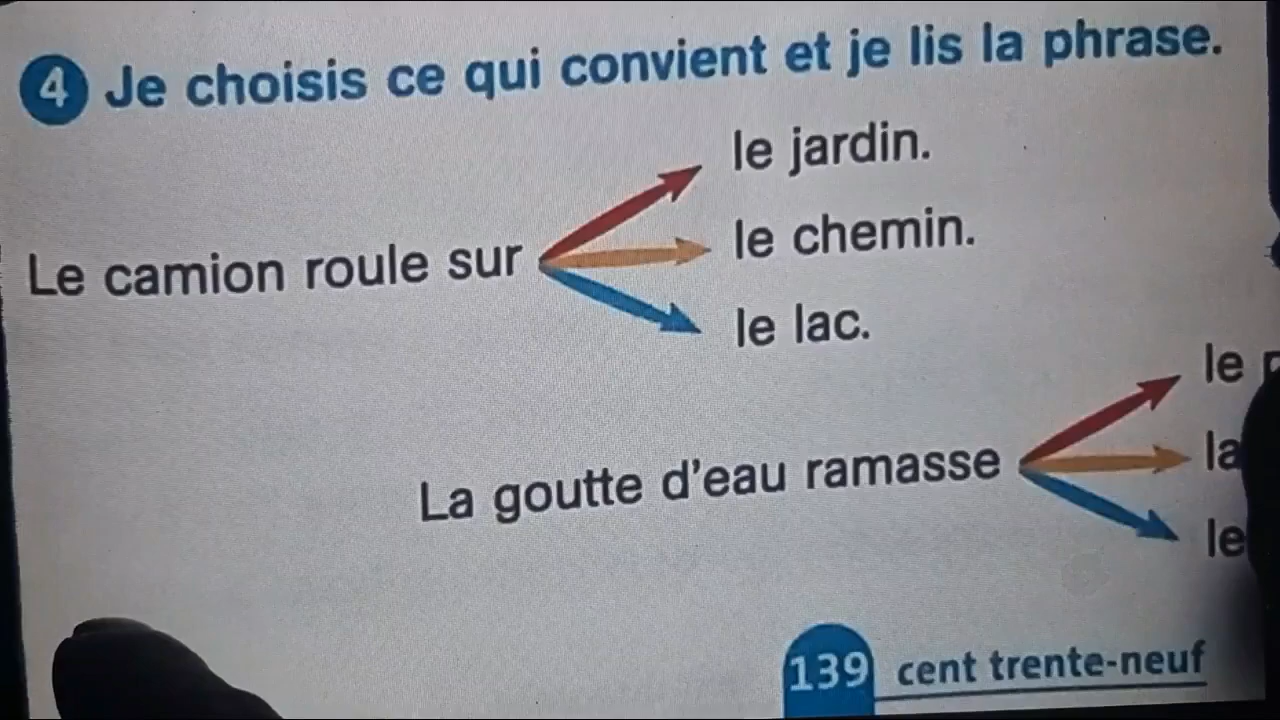 4 Je choisis ce qui convient et je lis la phrase.
le jardin.
Le camion roule sur
le chemin.
le lac.
le
La goutte d'eau ramasse
la
le
139 cent trente-neuf